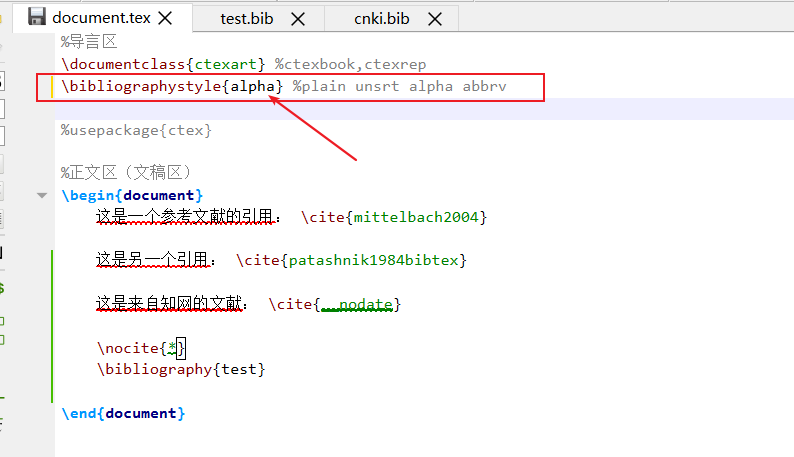 document.tex test.bib cnki.bib
%导言区
\documentclass{ctexart} %ctexbook,ctexrep
\bibliographystyle{alpha} %plain unsrt alpha abbrv
%usepackage{ctex}
%正文区（文稿区）
\begin{document}
这是一个参考文献的引用： \cite{mittelbach2004}
这是另一个引用： \cite{patashnik1984bibtex}
这是来自知网的文献： \cite{__nodate}
\nocite{*}
\bibliography{test}
\end{document}